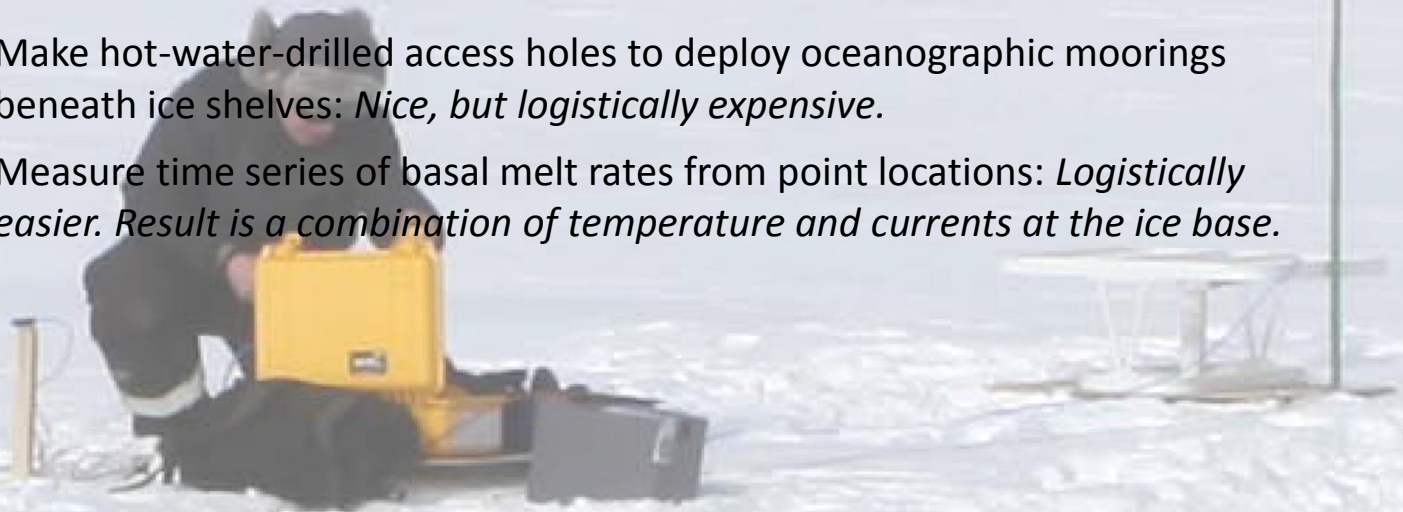 Make hot-water-drilled access holes to deploy oceanographic moorings
beneath ice shelves: Nice, but logistically expensive.
Measure time series of basal melt rates from point locations: Logistically
easier. Result is a combination of temperature and currents at the ice base.